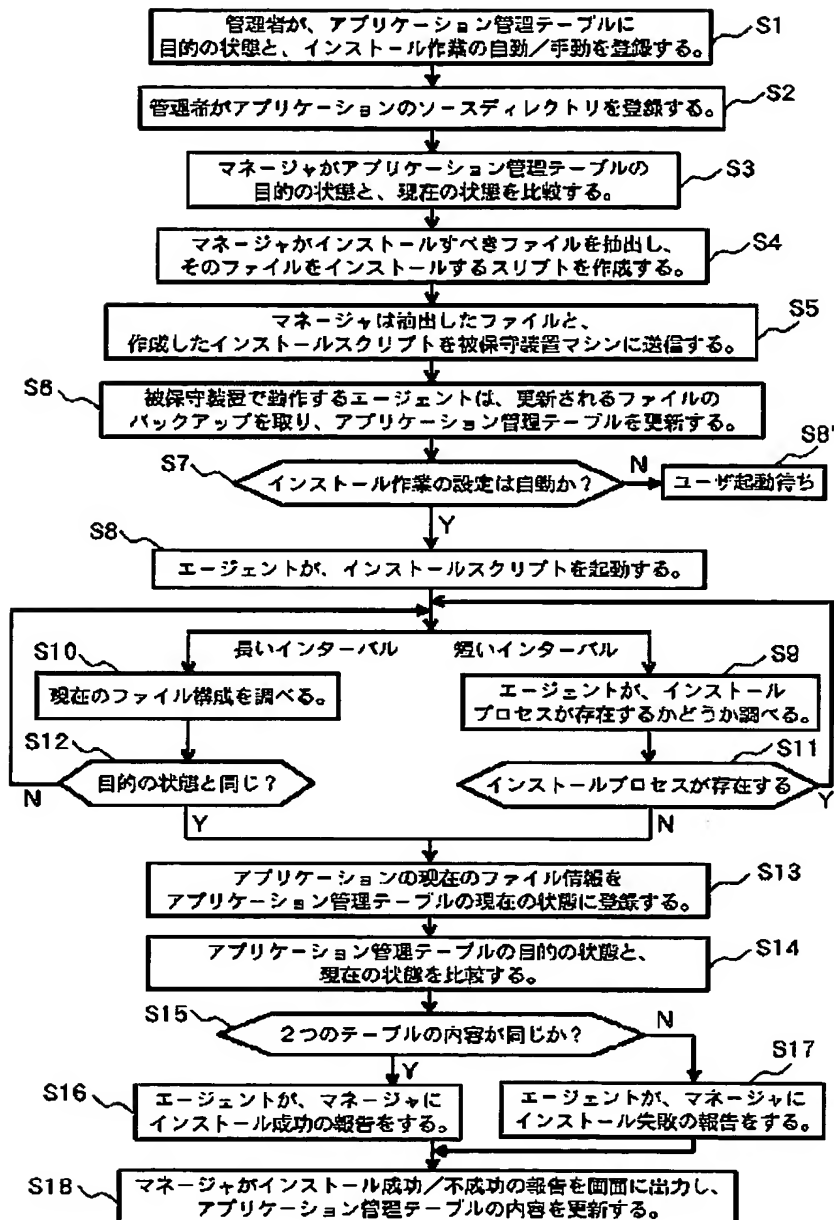 S1
管理者が、アプリケーション管理テーブルに
目的の状態と、インストール作業の自動／手動を登録する。
S2
管理者がアプリケーションのソースディレクトリを登録する。
S3
マネージャがアプリケーション管理テーブルの
目的の状態と、現在の状態を比較する。
S4
マネージャがインストールすべきファイルを抽出し、
そのファイルをインストールするスリプトを作成する。
S5
マネージャは抽出したファイルと、
作成したインストールスクリプトを被保守装置マシンに送信する。
S6
被保守装置で動作するエージェントは、更新されるファイルの
バックアップを取り、アプリケーション管理テーブルを更新する。
S7
インストール作業の設定は自動か？
N
S8'
ユーザ起動待ち
Y
S8
エージェントが、インストールスクリプトを起動する。
長いインターバル
短いインターバル
S10
現在のファイル構成を調べる。
S9
エージェントが、インストール
プロセスが存在するかどうか調べる。
S12
目的の状態と同じ？
N
Y
S11
インストールプロセスが存在する
Y
N
S13
アプリケーションの現在のファイル情報を
アプリケーション管理テーブルの現在の状態に登録する。
S14
アプリケーション管理テーブルの目的の状態と、
現在の状態を比較する。
S15
２つのテーブルの内容が同じか？
N
Y
S16
エージェントが、マネージャに
インストール成功の報告をする。
S17
エージェントが、マネージャに
インストール失敗の報告をする。
S18
マネージャがインストール成功／不成功の報告を画面に出力し、
アプリケーション管理テーブルの内容を更新する。